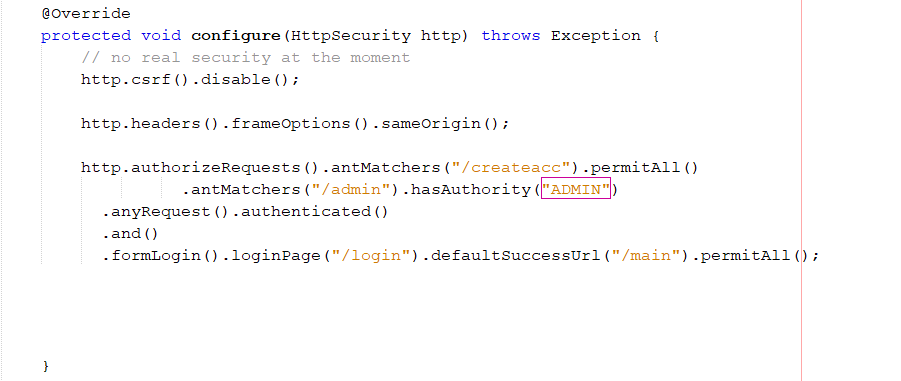 @Override
protected void configure(HttpSecurity http) throws Exception {
// no real security at the moment
http.csrf().disable();
http.headers().frameOptions().sameOrigin();
http.authorizeRequests().antMatchers("/createacc").permitAll()
.antMatchers("/admin").hasAuthority("ADMIN")
.anyRequest().authenticated()
.and()
.formLogin().loginPage("/login").defaultSuccessUrl("/main").permitAll();
}